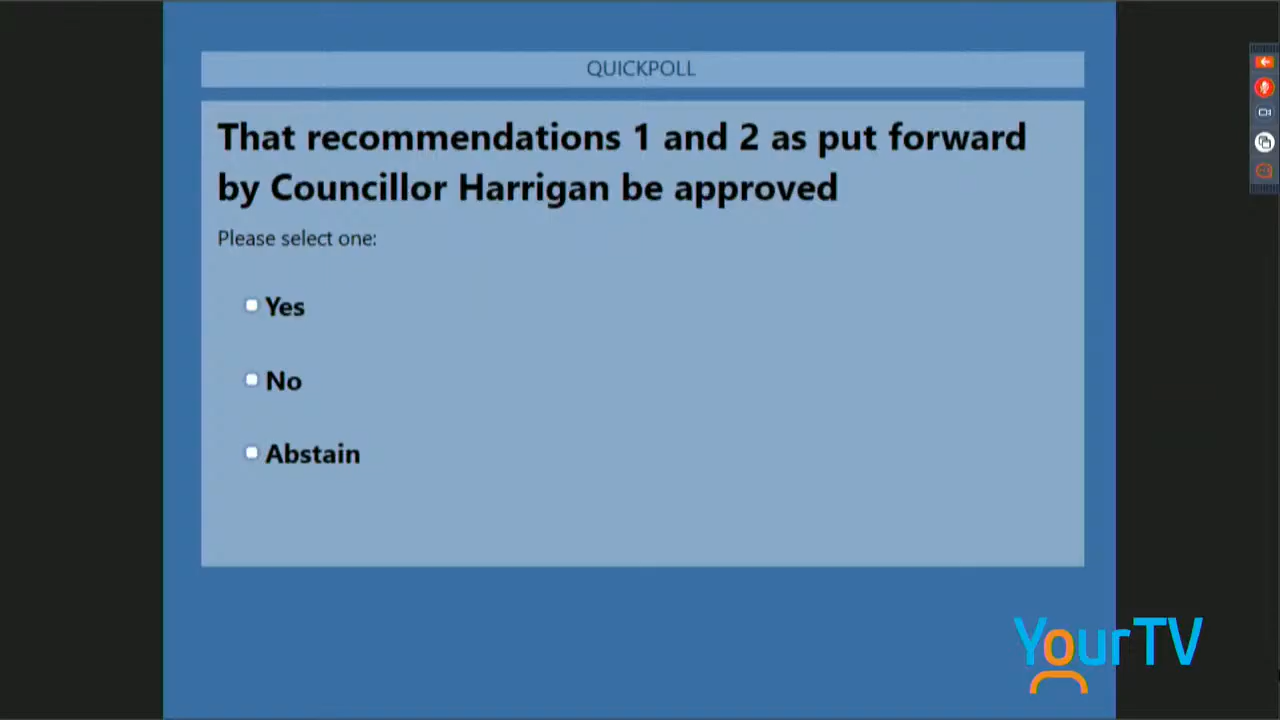 QUICKPOLL
That recommendations 1 and 2 as put forward
by Councillor Harrigan be approved
Please select one:
Yes
No
Abstain
YourTV